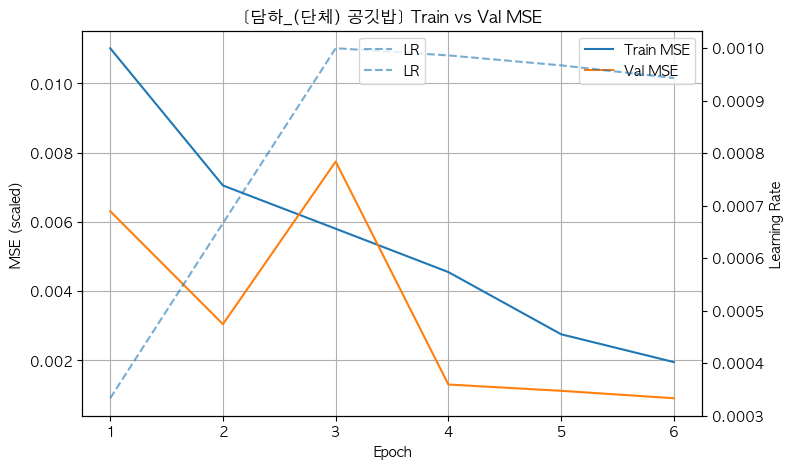 [담하_(단체) 공깃밥] Train vs Val MSE
LR
LR
Train MSE
Val MSE
MSE (scaled)
0.010
0.008
0.006
0.004
0.002
0.0010
0.0009
0.0008
0.0007
0.0006
0.0005
0.0004
0.0003
Learning Rate
1 2 3 4 5 6
Epoch